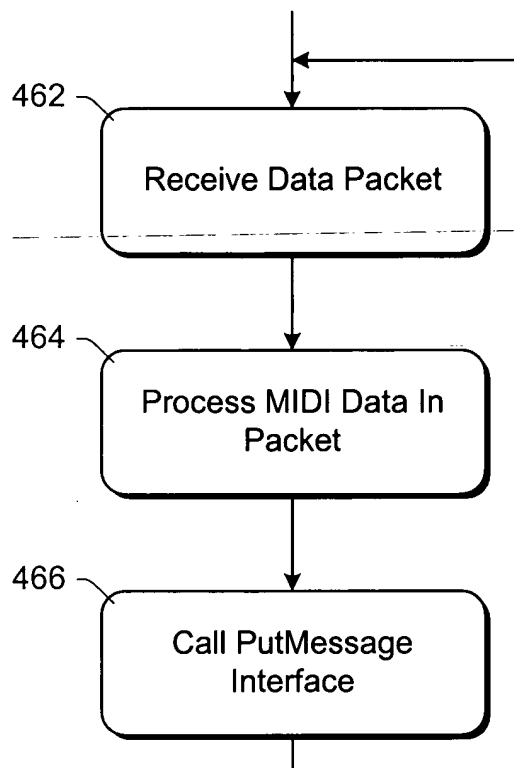 462
Receive Data Packet
464
Process MIDI Data In
Packet
466
Call PutMessage
Interface